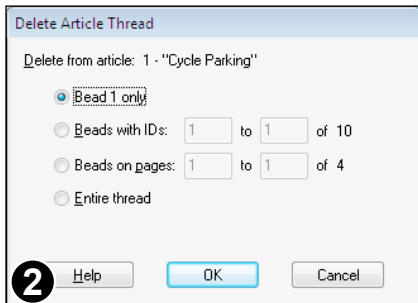 Delete Article Thread
Delete from article: 1 - "Cycle Parking"
Bead 1 only
Beads with IDs: 1 to 1 of 10
Beads on pages: 1 to 1 of 4
Entire thread
2 Help OK Cancel